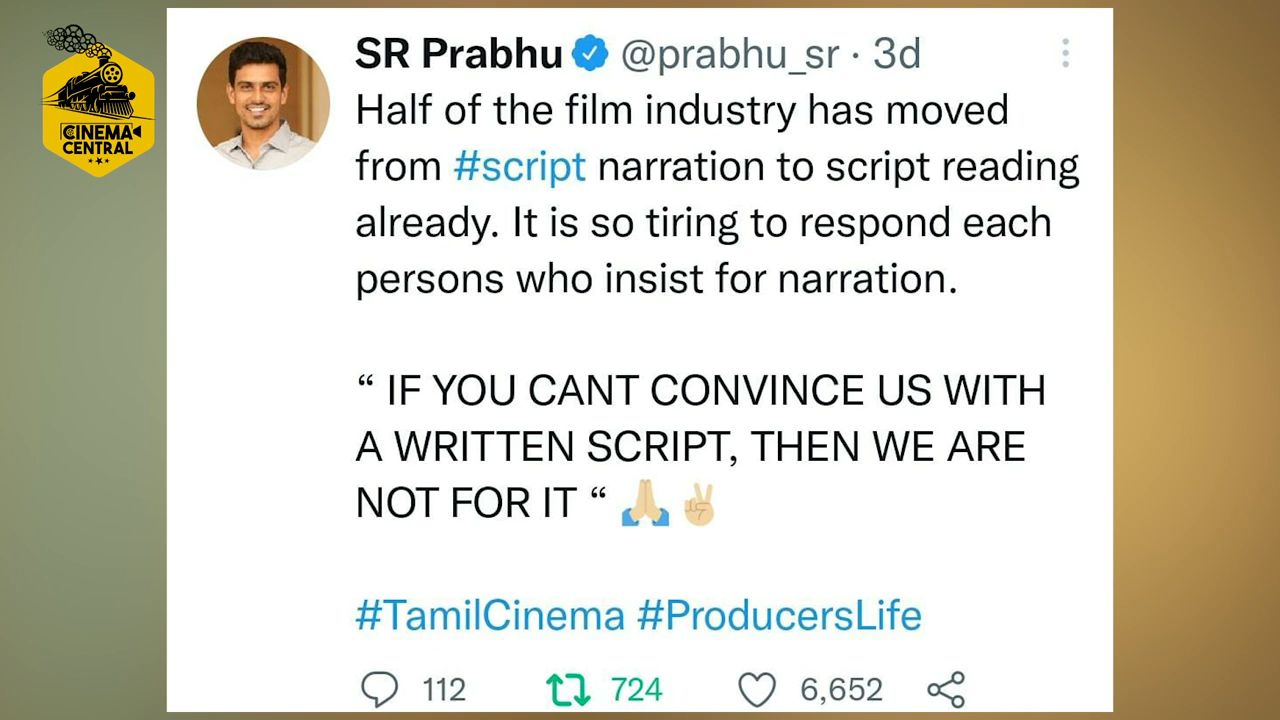 CINEMA
CENTRAL
SR Prabhu @prabhu_sr · 3d
Half of the film industry has moved
from #script narration to script reading
already. It is so tiring to respond each
persons who insist for narration.
“ IF YOU CANT CONVINCE US WITH
A WRITTEN SCRIPT, THEN WE ARE
NOT FOR IT “ 🙏🏼✌🏼
#TamilCinema #ProducersLife
112 724 6,652